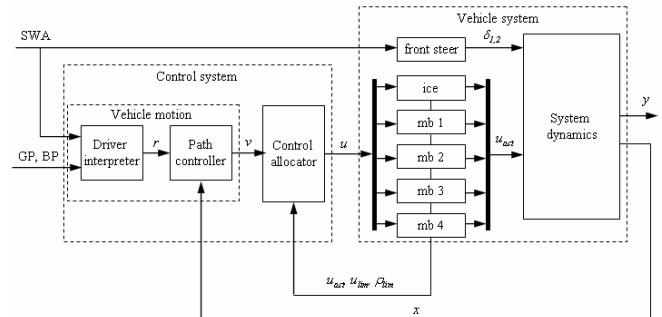 Vehicle system
SWA
front steer
δ1,2
Control system
ice
Vehicle motion
mb 1
y
Driver interpreter
r
Path controller
v
Control allocator
u
mb 2
uact
System dynamics
GP, BP
mb 3
mb 4
uact, ulim, ρlim
x